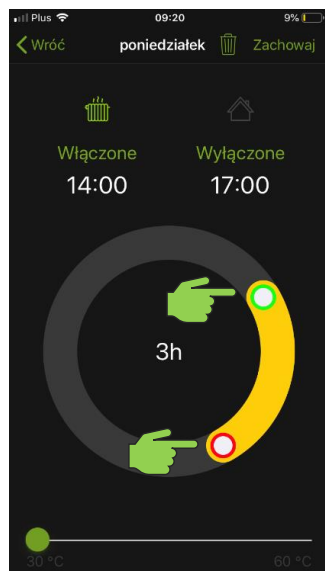 Plus 09:20 9%
Wróć poniedziałek Zachowaj
Włączone Wyłączone
14:00 17:00
3h
30 °C 60 °C